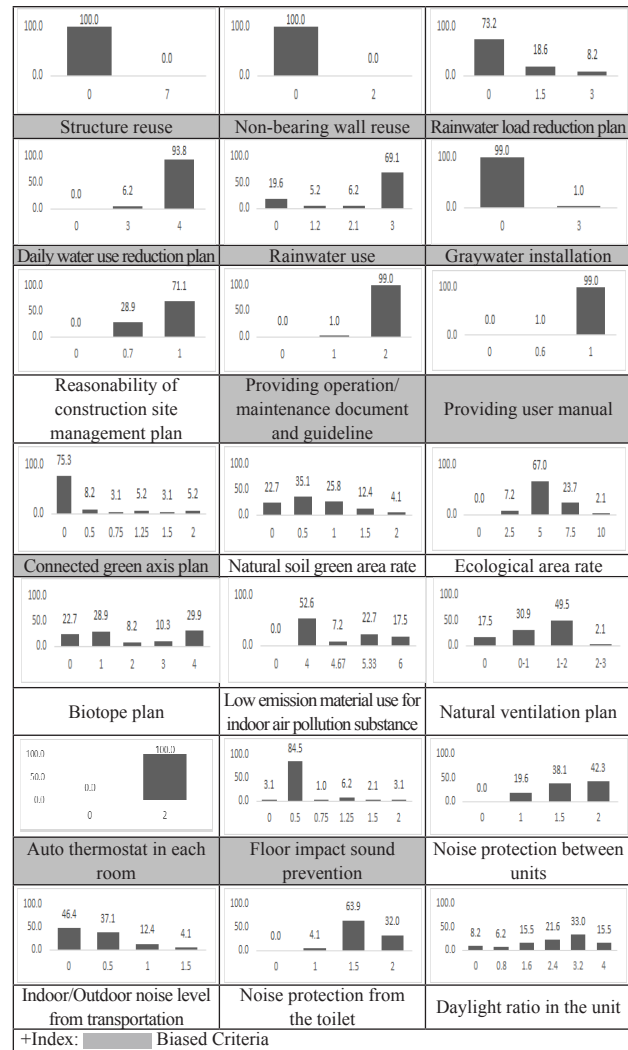 100.0
100.0
0.0
0.0
0 7
100.0
100.0
0.0
0.0
0 2
73.2
100.0
18.6
8.2
0.0
0 1.5 3
Structure reuse
Non-bearing wall reuse
Rainwater load reduction plan
93.8
100.0
50.0
0.0 6.2
0.0
0 3 4
100.0
69.1
50.0
19.6 5.2 6.2
0.0
0 1.2 2.1 3
99.0
100.0
1.0
0.0
0 3
Daily water use reduction plan
Rainwater use
Graywater installation
100.0
71.1
50.0
28.9
0.0
0.0
0 0.7 1
99.0
100.0
50.0
0.0 1.0
0.0
0 1 2
99.0
100.0
0.0 1.0
0.0
0 0.6 1
Reasonability of
construction site
management plan
Providing operation/
maintenance document
and guideline
Providing user manual
75.3
100.0
8.2 3.1 5.2 3.1 5.2
0.0
0 0.5 0.75 1.25 1.5 2
100.0
50.0
22.7 35.1 25.8 12.4 4.1
0.0
0 0.5 1 1.5 2
67.0
100.0
23.7
0.0 7.2 2.1
0.0
0 2.5 5 7.5 10
Connected green axis plan
Natural soil green area rate
Ecological area rate
100.0
50.0
22.7 28.9 8.2 10.3 29.9
0.0
0 1 2 3 4
100.0
52.6
50.0
0.0 7.2 22.7 17.5
0.0
0 4 4.67 5.33 6
100.0
49.5
50.0
17.5 30.9 2.1
0.0
0 0-1 1-2 2-3
Biotope plan
Low emission material use for
indoor air pollution substance
Natural ventilation plan
100.0
100.0
50.0
0.0
0.0
0 2
84.5
100.0
50.0
3.1 1.0 6.2 2.1 3.1
0.0
0 0.5 0.75 1.25 1.5 2
100.0
50.0
0.0 19.6 38.1 42.3
0.0
0 1 1.5 2
Auto thermostat in each
room
Floor impact sound
prevention
Noise protection between
units
100.0
46.4 37.1
50.0
12.4 4.1
0.0
0 0.5 1 1.5
100.0
63.9
50.0
0.0 4.1 32.0
0.0
0 1 1.5 2
100.0
50.0
8.2 6.2 15.5 21.6 33.0 15.5
0.0
0 0.8 1.6 2.4 3.2 4
Indoor/Outdoor noise level
from transportation
Noise protection from
the toilet
Daylight ratio in the unit
+Index: Biased Criteria